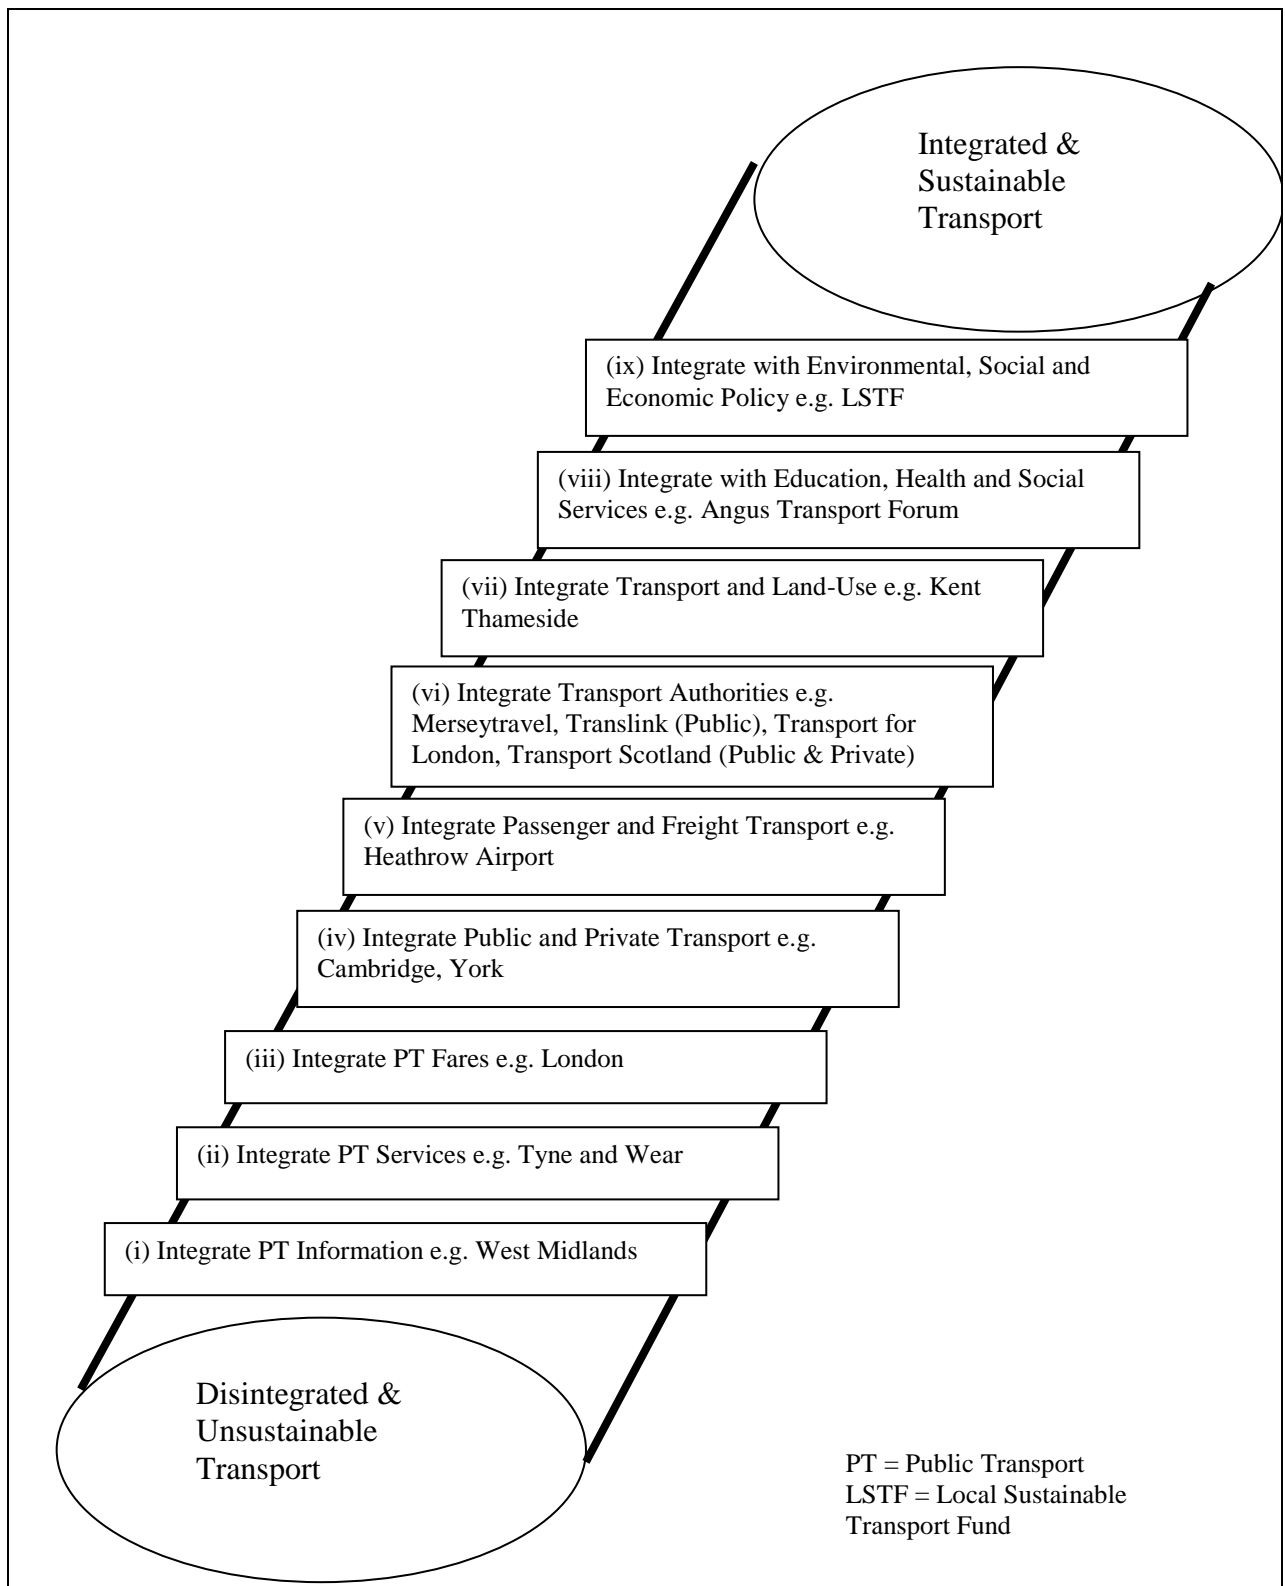 Integrated &
Sustainable
Transport
(ix) Integrate with Environmental, Social and
Economic Policy e.g. LSTF
(viii) Integrate with Education, Health and Social
Services e.g. Angus Transport Forum
(vii) Integrate Transport and Land-Use e.g. Kent
Thameside
(vi) Integrate Transport Authorities e.g.
Merseytravel, Translink (Public), Transport for
London, Transport Scotland (Public & Private)
(v) Integrate Passenger and Freight Transport e.g.
Heathrow Airport
(iv) Integrate Public and Private Transport e.g.
Cambridge, York
(iii) Integrate PT Fares e.g. London
(ii) Integrate PT Services e.g. Tyne and Wear
(i) Integrate PT Information e.g. West Midlands
Disintegrated &
Unsustainable
Transport
PT = Public Transport
LSTF = Local Sustainable
Transport Fund